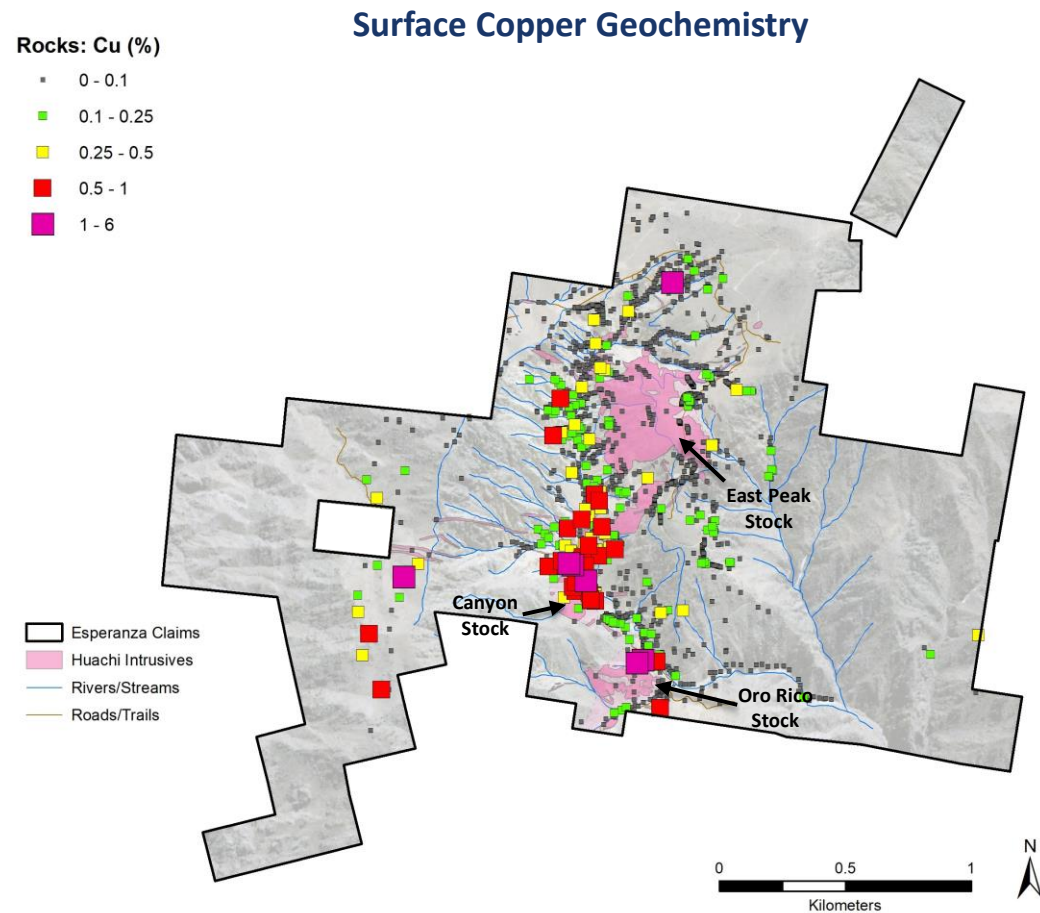 Surface Copper Geochemistry
Rocks: Cu (%)
0 - 0.1
0.1 - 0.25
0.25 - 0.5
0.5 - 1
1 - 6
East Peak
Stock
Canyon
Stock
Oro Rico
Stock
Esperanza Claims
Huachi Intrusives
Rivers/Streams
Roads/Trails
N
0 0.5 1
Kilometers